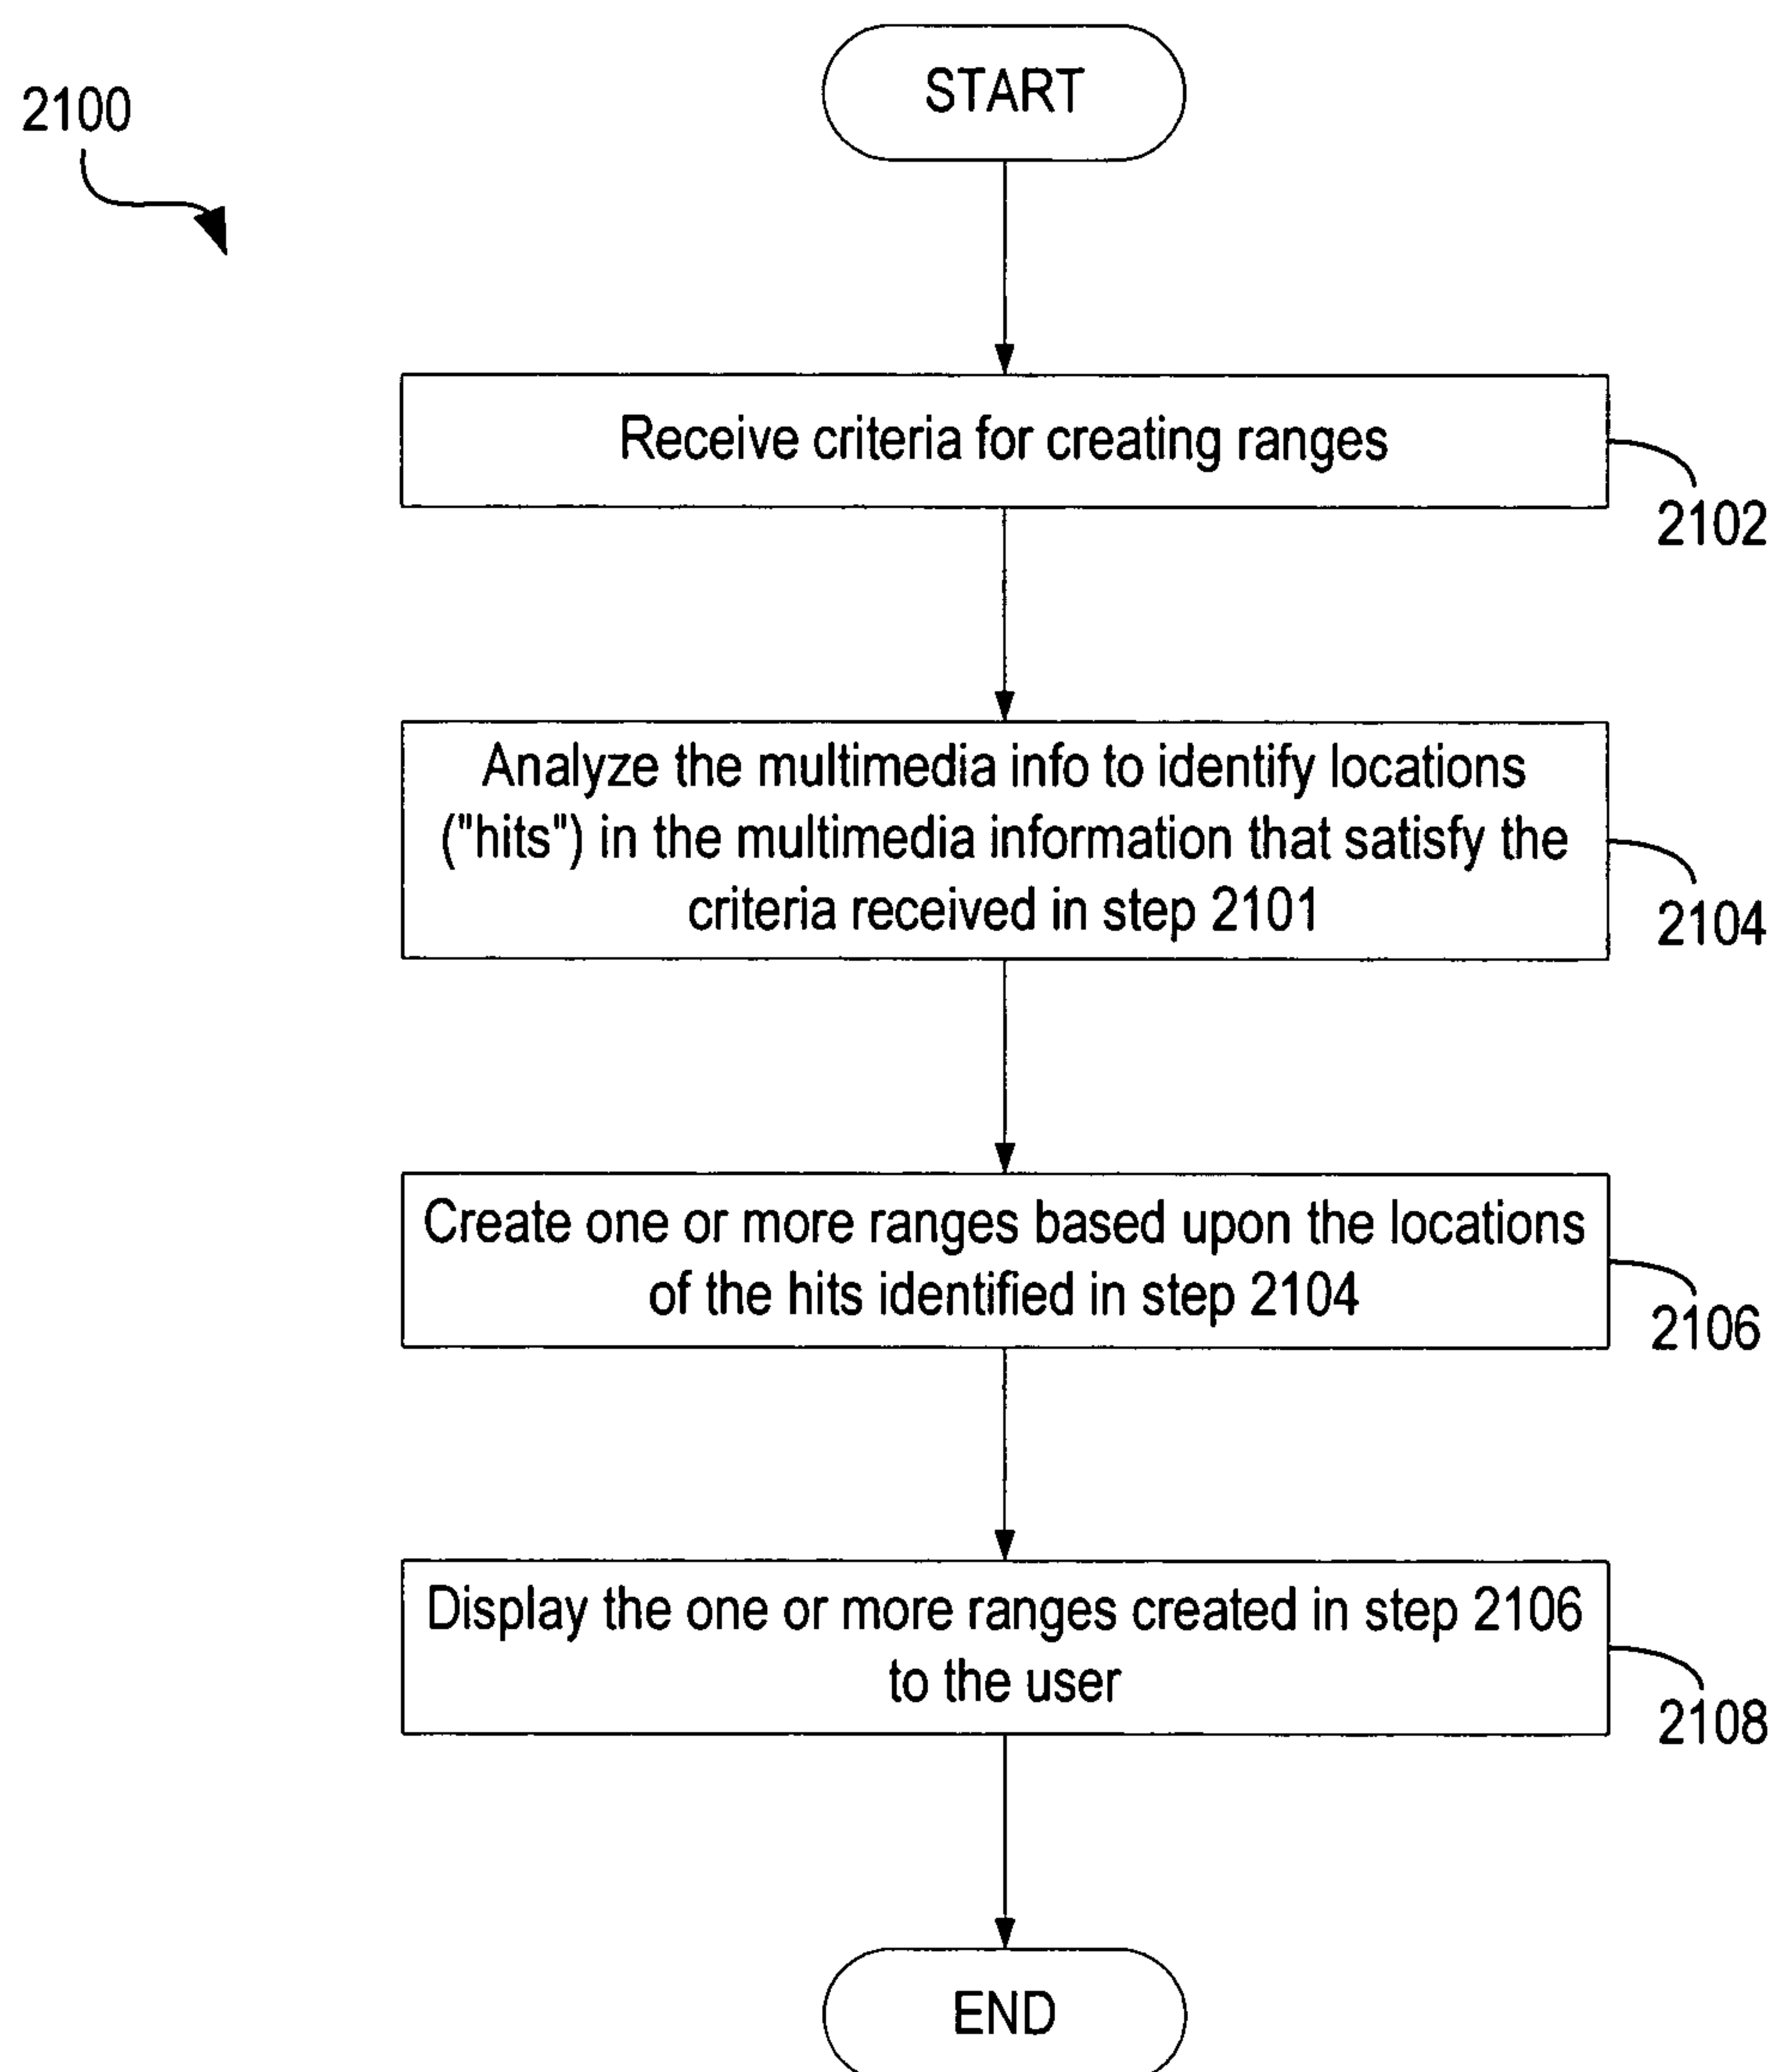 2100
START
Receive criteria for creating ranges
2102
Analyze the multimedia info to identify locations
("hits") in the multimedia information that satisfy the
criteria received in step 2101
2104
Create one or more ranges based upon the locations
of the hits identified in step 2104
2106
Display the one or more ranges created in step 2106
to the user
2108
END